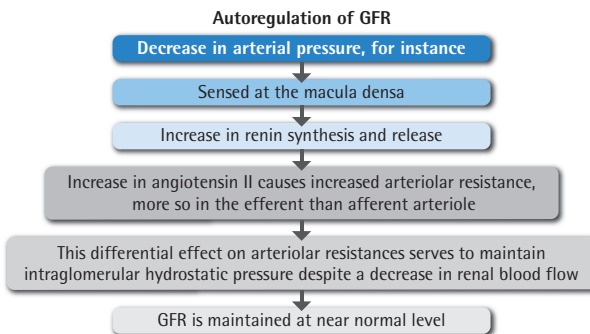 Autoregulation of GFR
Decrease in arterial pressure, for instance
Sensed at the macula densa
Increase in renin synthesis and release
Increase in angiotensin II causes increased arteriolar resistance,
more so in the efferent than afferent arteriole
This differential effect on arteriolar resistances serves to maintain
intraglomerular hydrostatic pressure despite a decrease in renal blood flow
GFR is maintained at near normal level